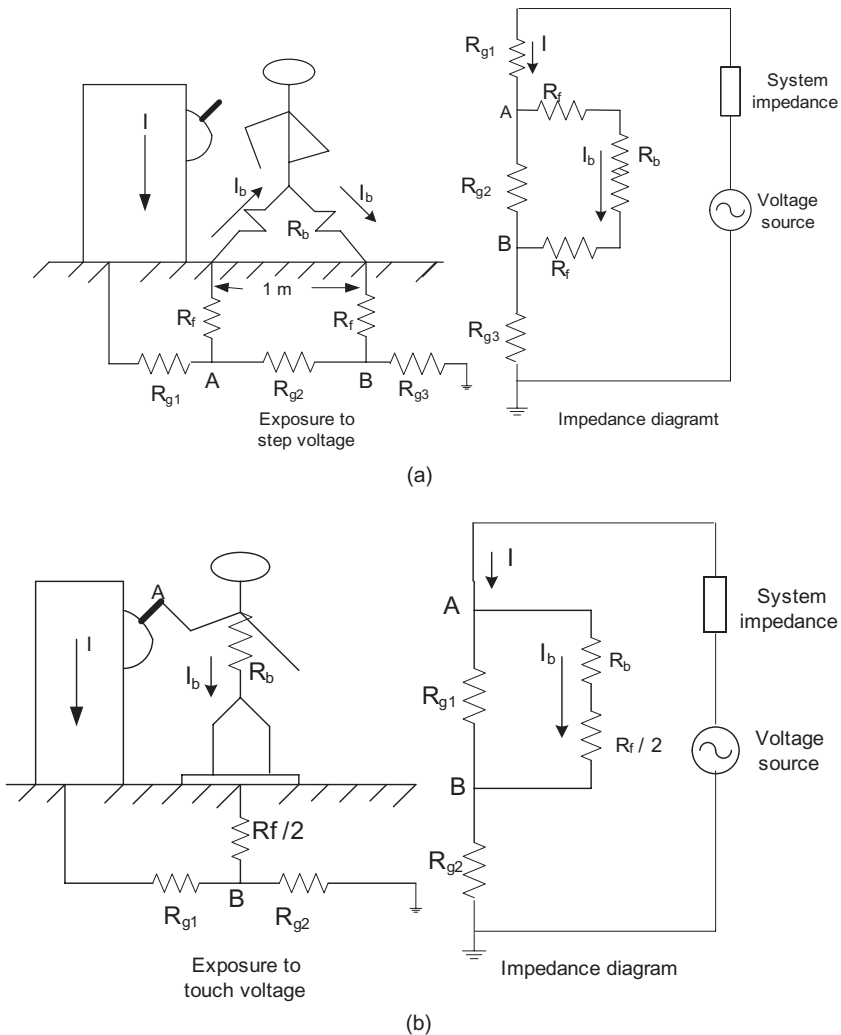 I
I_b
I_b
R_b
1 m
R_f
R_f
R_g1
A
R_g2
B
R_g3
Exposure to
step voltage
R_g1
I
A
R_f
R_g2
I_b
R_b
B
R_f
R_g3
System
impedance
Voltage
source
Impedance diagramt
(a)
A
I
I_b
R_b
Rf /2
R_g1
B
R_g2
Exposure to
touch voltage
I
A
R_g1
I_b
R_b
R_f / 2
B
R_g2
System
impedance
Voltage
source
Impedance diagram
(b)